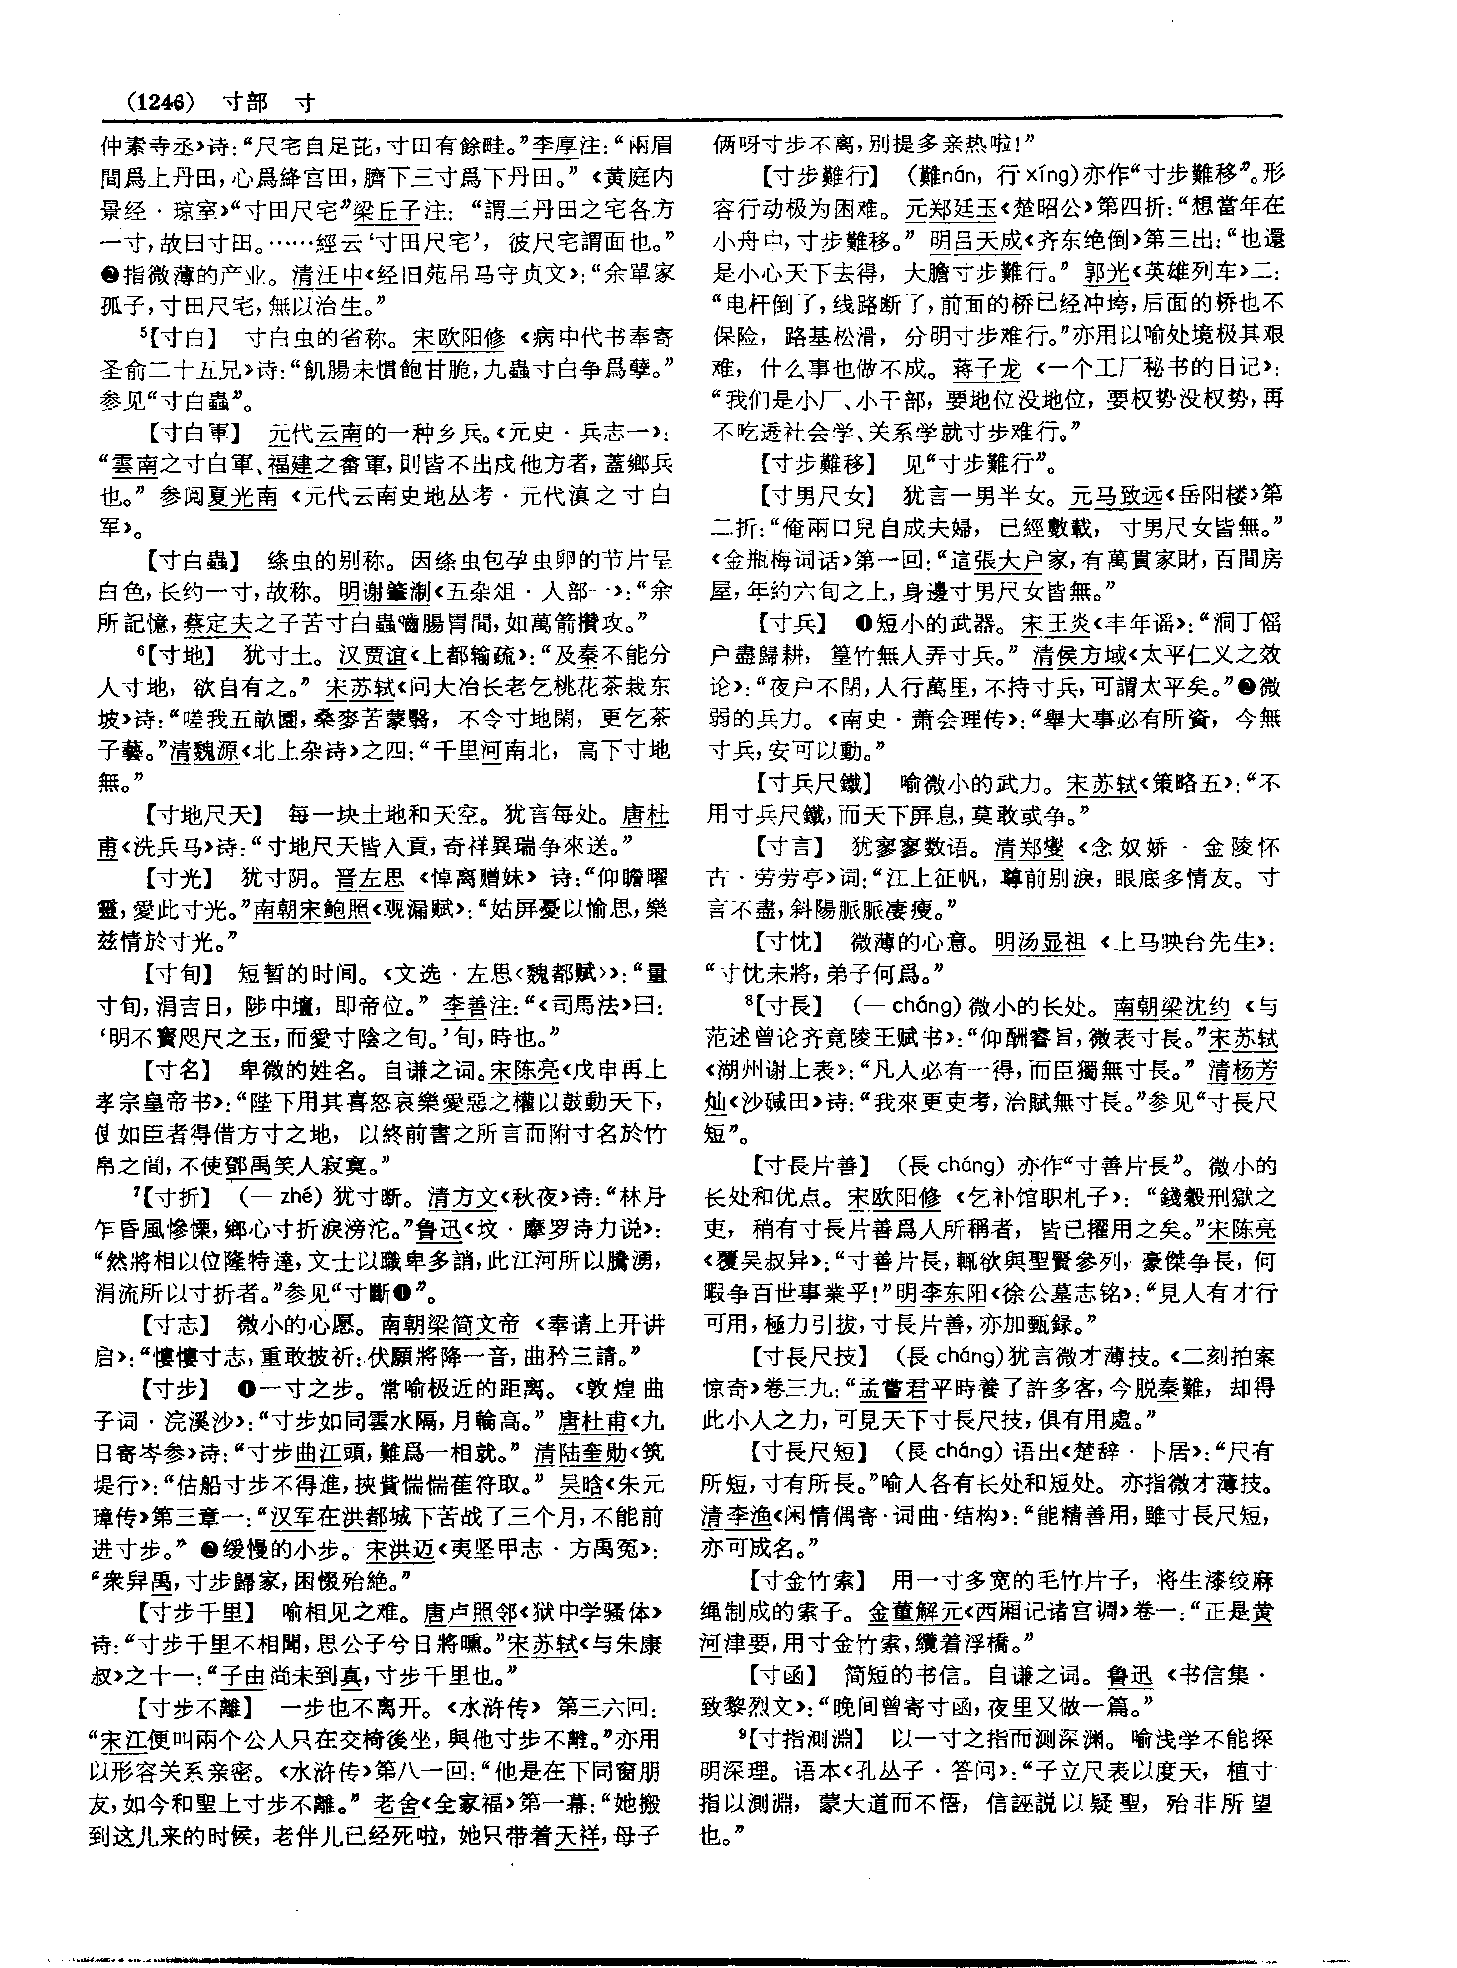 （1246） 寸部 寸
仲素寺丞》诗：“尺宅自足芘，寸田有餘畦。”李厚注：“兩眉
間爲上丹田，心爲絳宫田，臍下三寸爲下丹田。”《黄庭内
景经·琼室》“寸田尺宅”梁丘子注：“謂三丹田之宅各方
一寸，故曰寸田。……經云‘寸田尺宅’，彼尺宅謂面也。”
❷指微薄的产业。清汪中《经旧苑吊马守贞文》：“余單家
孤子，寸田尺宅，無以治生。”
5【寸白】 寸白虫的省称。宋欧阳修《病中代书奉寄
圣俞二十五兄》诗：“飢腸未慣飽甘脆，九蟲寸白争爲孽。”
参见“寸白蟲”。
【寸白軍】 元代云南的一种乡兵。《元史·兵志一》：
“雲南之寸白軍、福建之畲軍，則皆不出戍他方者，蓋鄉兵
也。”参阅夏光南《元代云南史地丛考·元代滇之寸白
军》。
【寸白蟲】 绦虫的别称。因绦虫包孕虫卵的节片呈
白色，长约一寸，故称。明谢肇淛《五杂俎·人部一》：“余
所記憶，蔡定夫之子苦寸白蟲嚙腸胃間，如萬箭攢攻。”
6【寸地】 犹寸土。汉贾谊《上都输疏》：“及秦不能分
人寸地，欲自有之。”宋苏轼《问大冶长老乞桃花茶栽东
坡》诗：“嗟我五畝園，桑麥苦蒙翳，不令寸地閑，更乞茶
子藝。”清魏源《北上杂诗》之四：“千里河南北，高下寸地
無。”
【寸地尺天】 每一块土地和天空。犹言每处。唐杜
甫《洗兵马》诗：“寸地尺天皆入貢，奇祥異瑞争來送。”
【寸光】 犹寸阴。晋左思《悼离赠妹》诗：“仰瞻曜
靈，愛此寸光。”南朝宋鲍照《观漏赋》：“姑屏憂以愉思，樂
兹情於寸光。”
【寸旬】 短暂的时间。《文选·左思〈魏都赋〉》：“量
寸旬，涓吉日，陟中壇，即帝位。”李善注：“《司馬法》曰：
‘明不寶咫尺之玉，而愛寸陰之旬。’旬，時也。”
【寸名】 卑微的姓名。自谦之词。宋陈亮《戊申再上
孝宗皇帝书》：“陛下用其喜怒哀樂愛惡之權以鼓動天下，
使如臣者得借方寸之地，以終前書之所言而附寸名於竹
帛之間，不使鄧禹笑人寂寞。”
7【寸折】 （— zhé）犹寸断。清方文《秋夜》诗：“林月
乍昏風慘慄，鄉心寸折淚滂沱。”鲁迅《坟·摩罗诗力说》：
“然將相以位隆特達，文士以職卑多誚，此江河所以騰湧，
涓流所以寸折者。”参见“寸斷❶”。
【寸志】 微小的心愿。南朝梁简文帝《奉请上开讲
启》：“慺慺寸志，重敢披祈；伏願將降一音，曲矜三請。”
【寸步】 ❶一寸之步。常喻极近的距离。《敦煌曲
子词·浣溪沙》：“寸步如同雲水隔，月輪高。”唐杜甫《九
日寄岑参》诗：“寸步曲江頭，難爲一相就。”清陆奎勋《筑
堤行》：“估船寸步不得進，挾貲惴惴萑苻取。”吴晗《朱元
璋传》第三章一：“汉军在洪都城下苦战了三个月，不能前
进寸步。”❷缓慢的小步。宋洪迈《夷坚甲志·方禹冤》：
“衆舁禹，寸步歸家，困惙殆絶。”
【寸步千里】 喻相见之难。唐卢照邻《狱中学骚体》
诗：“寸步千里不相聞，思公子兮日將曛。”宋苏轼《与朱康
叔》之十一：“子由尚未到真，寸步千里也。”
【寸步不離】 一步也不离开。《水浒传》第三六回：
“宋江便叫兩个公人只在交椅後坐，與他寸步不離。”亦用
以形容关系亲密。《水浒传》第八一回：“他是在下同窗朋
友，如今和聖上寸步不離。”老舍《全家福》第一幕：“她搬
到这儿来的时候，老伴儿已经死啦，她只带着天祥，母子
俩呀寸步不离，别提多亲热啦！”
【寸步難行】 （難nán，行xíng）亦作“寸步難移”。形
容行动极为困难。元郑廷玉《楚昭公》第四折：“想當年在
小舟中，寸步難移。”明吕天成《齐东绝倒》第三出：“也還
是小心天下去得，大膽寸步難行。”郭光《英雄列车》二：
“电杆倒了，线路断了，前面的桥已经冲垮，后面的桥也不
保险，路基松滑，分明寸步难行。”亦用以喻处境极其艰
难，什么事也做不成。蒋子龙《一个工厂秘书的日记》：
“我们是小厂、小干部，要地位没地位，要权势没权势，再
不吃透社会学、关系学就寸步难行。”
【寸步難移】 见“寸步難行”。
【寸男尺女】 犹言一男半女。元马致远《岳阳楼》第
二折：“俺兩口兒自成夫婦，已經數載，寸男尺女皆無。”
《金瓶梅词话》第一回：“這張大户家，有萬貫家財，百間房
屋，年約六旬之上，身邊寸男尺女皆無。”
【寸兵】 ❶短小的武器。宋王炎《丰年谣》：“洞丁徭
户盡歸耕，篁竹無人弄寸兵。”清侯方域《太平仁义之效
论》：“夜户不閉，人行萬里，不持寸兵，可謂太平矣。”❷微
弱的兵力。《南史·萧会理传》：“舉大事必有所資，今無
寸兵，安可以動。”
【寸兵尺鐵】 喻微小的武力。宋苏轼《策略五》：“不
用寸兵尺鐵，而天下屏息，莫敢或争。”
【寸言】 犹寥寥数语。清郑燮《念奴娇·金陵怀
古·劳劳亭》词：“江上征帆，尊前别淚，眼底多情友。寸
言不盡，斜陽脈脈凄瘦。”
【寸忱】 微薄的心意。明汤显祖《上马映台先生》：
“寸忱未將，弟子何爲。”
8【寸長】 （— cháng）微小的长处。南朝梁沈约《与
范述曾论齐竟陵王赋书》：“仰酬睿旨，微表寸長。”宋苏轼
《湖州谢上表》：“凡人必有一得，而臣獨無寸長。”清杨芳
灿《沙碱田》诗：“我來更吏考，治賦無寸長。”参见“寸長尺
短”。
【寸長片善】 （長 cháng）亦作“寸善片長”。微小的
长处和优点。宋欧阳修《乞补馆职札子》：“錢穀刑獄之
吏，稍有寸長片善爲人所稱者，皆已擢用之矣。”宋陈亮
《覆吴叔异》：“寸善片長，輒欲與聖賢參列，豪傑争長，何
暇争百世事業乎！”明李东阳《徐公墓志铭》：“見人有才行
可用，極力引拔，寸長片善，亦加甄録。”
【寸長尺技】 （長 cháng）犹言微才薄技。《二刻拍案
惊奇》卷三九：“孟嘗君平時養了許多客，今脱秦難，却得
此小人之力，可見天下寸長尺技，俱有用處。”
【寸長尺短】 （長 cháng）语出《楚辞·卜居》：“尺有
所短，寸有所長。”喻人各有长处和短处。亦指微才薄技。
清李渔《闲情偶寄·词曲·结构》：“能精善用，雖寸長尺短，
亦可成名。”
【寸金竹索】 用一寸多宽的毛竹片子，将生漆绞麻
绳制成的索子。金董解元《西厢记诸宫调》卷一：“正是黄
河津要，用寸金竹索，纜着浮橋。”
【寸函】 简短的书信。自谦之词。鲁迅《书信集·
致黎烈文》：“晚间曾寄寸函，夜里又做一篇。”
9【寸指測淵】 以一寸之指而测深渊。喻浅学不能探
明深理。语本《孔丛子·答问》：“子立尺表以度天，植寸
指以測淵，蒙大道而不悟，信誣説以疑聖，殆非所望
也。”